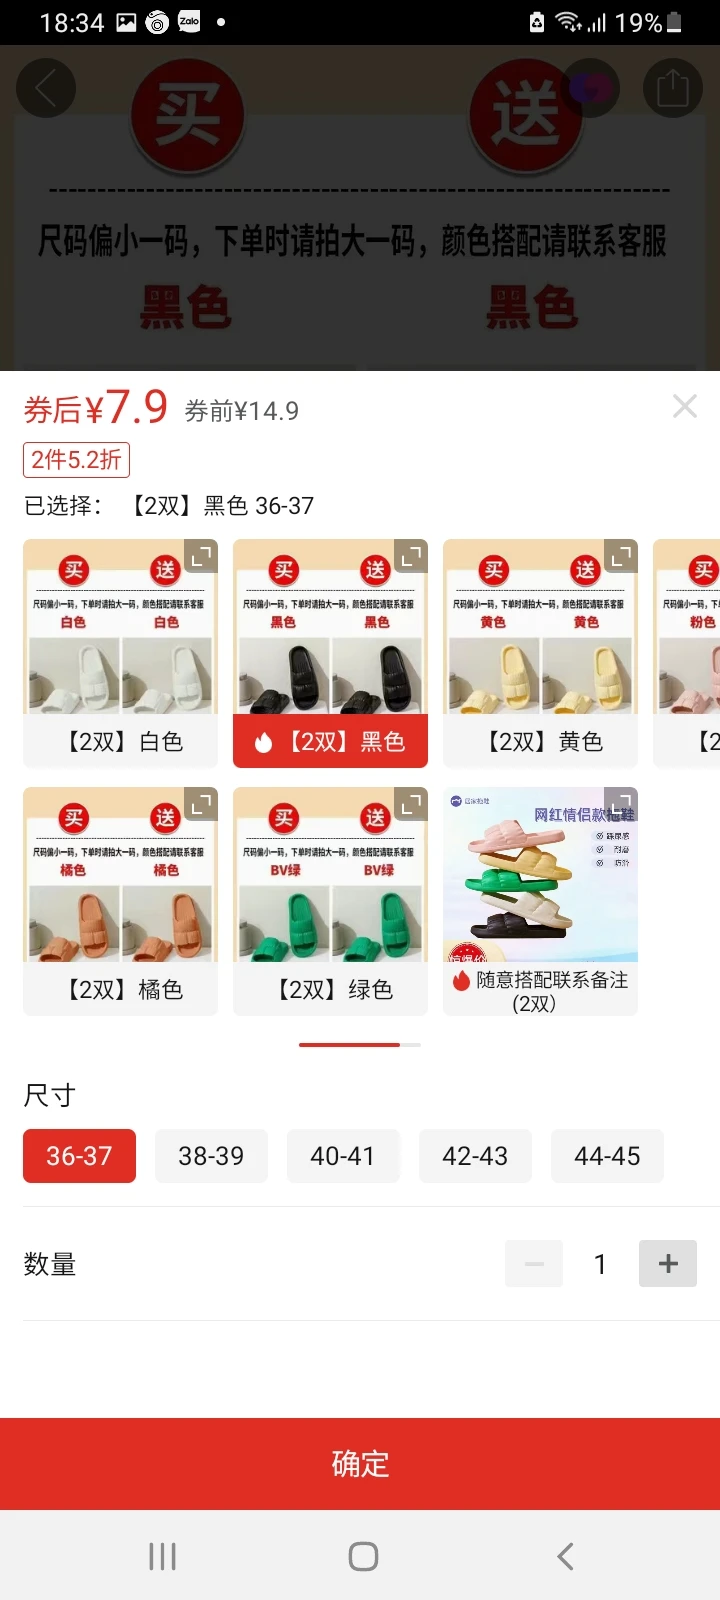 18:34 Zalo 19%
买 送
尺码偏小一码，下单时请拍大一码，颜色搭配请联系客服
黑色 黑色
券后¥7.9 券前¥14.9
2件5.2折
已选择： 【2双】黑色 36-37
买 送 买 送 买 送 买
尺码偏小一码，下单时请拍大一码，颜色搭配请联系客服 尺码偏小一码，下单时请拍大一码，颜色搭配请联系客服 尺码偏小一码，下单时请拍大一码，颜色搭配请联系客服 尺码偏小一码，下
白色 白色 黑色 黑色 黄色 黄色 粉色
【2双】白色 【2双】黑色 【2双】黄色 【2
买 送 买 送
网红情侣款拖鞋
尺码偏小一码，下单时请拍大一码，颜色搭配请联系客服 尺码偏小一码，下单时请拍大一码，颜色搭配请联系客服
踩屎感
耐磨
防滑
橘色 橘色 BV绿 BV绿
惊爆价
【2双】橘色 【2双】绿色 随意搭配联系备注
(2双）
尺寸
36-37 38-39 40-41 42-43 44-45
数量 1
确定